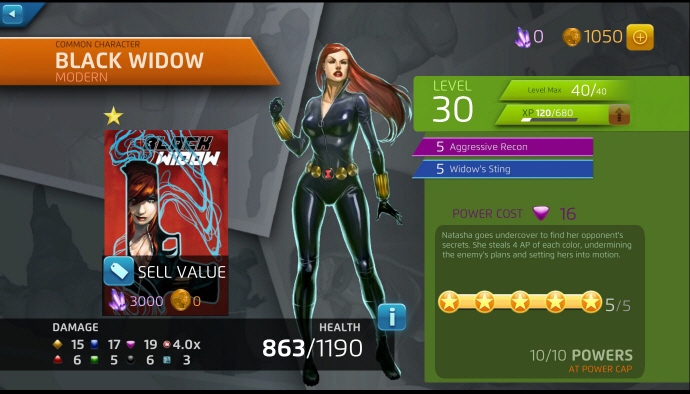 0 1050
COMMON CHARACTER
BLACK WIDOW
MODERN
LEVEL
30
Level Max 40/40
XP 120/680
5 Aggressive Recon
5 Widow's Sting
BLACK
WIDOW
SELL VALUE
3000 0
POWER COST 16
Natasha goes undercover to find her opponent's
secrets. She steals 4 AP of each color, undermining
the enemy's plans and setting hers into motion.
5/5
10/10 POWERS
AT POWER CAP
DAMAGE
15 17 19 4.0x
6 5 6 3
HEALTH
863/1190
i